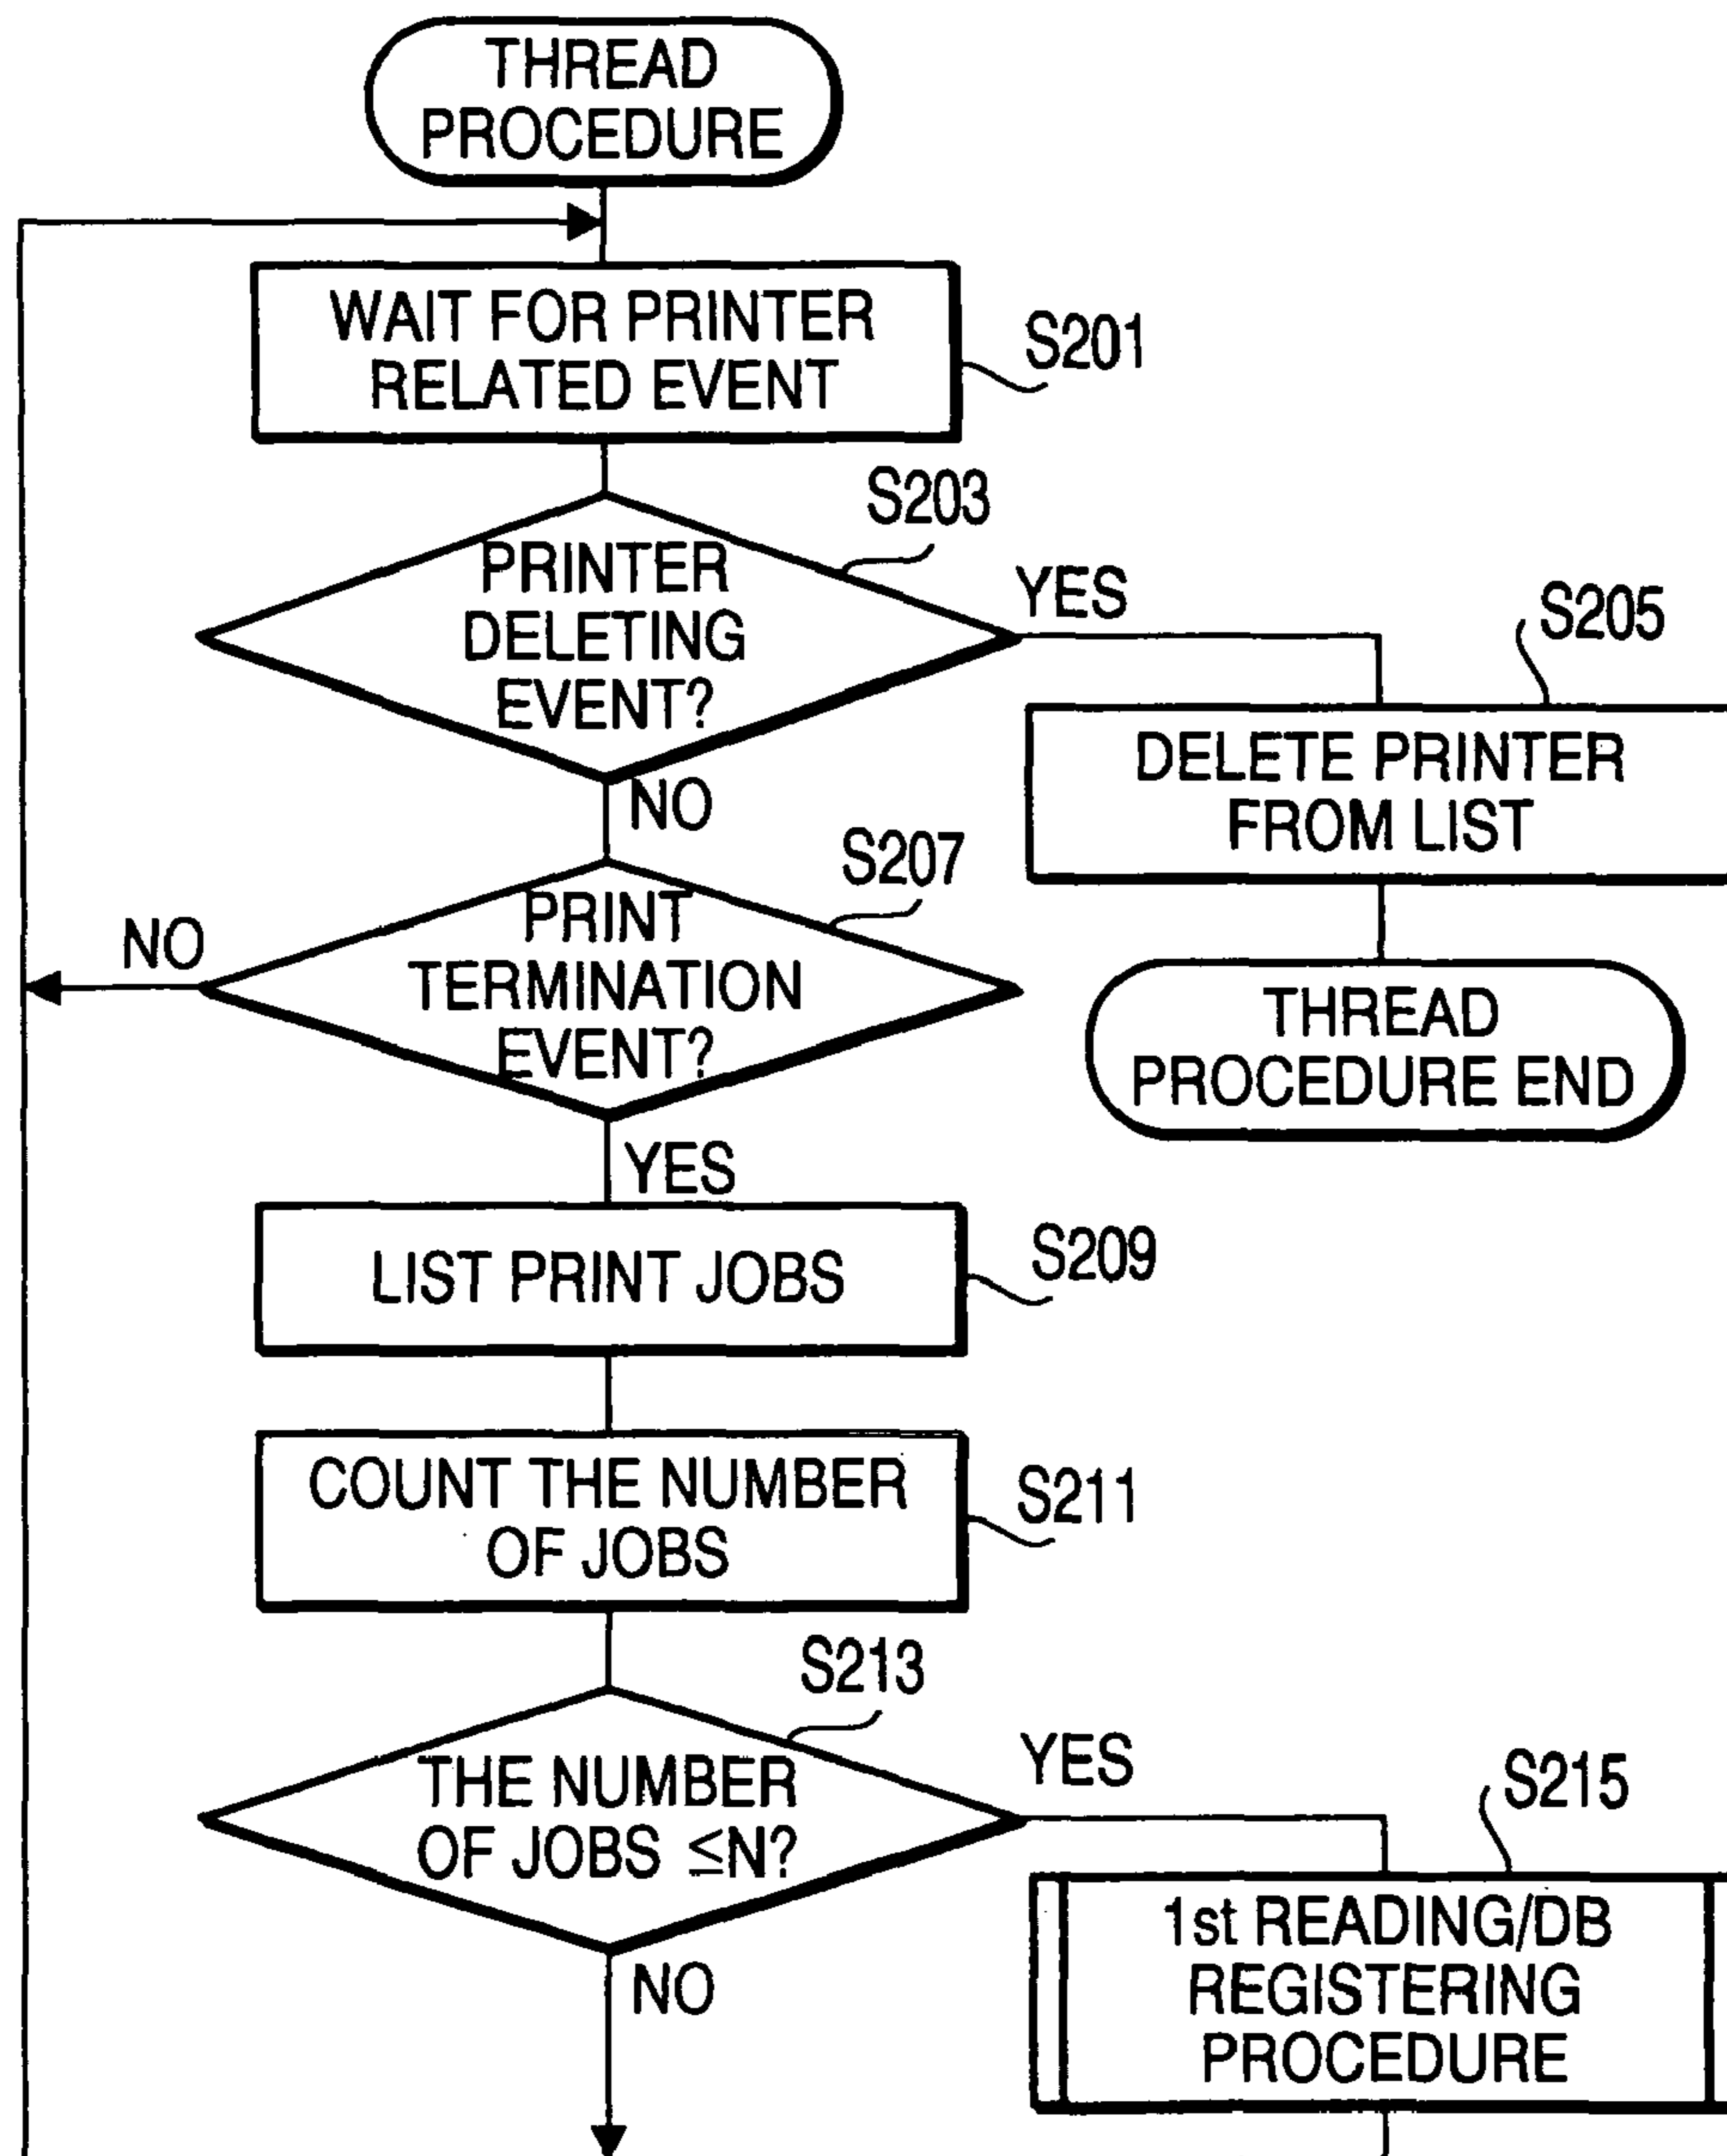 THREAD
PROCEDURE
WAIT FOR PRINTER
RELATED EVENT
S201
S203
PRINTER
DELETING
EVENT?
YES
S205
DELETE PRINTER
FROM LIST
NO
S207
PRINT
TERMINATION
EVENT?
NO
THREAD
PROCEDURE END
YES
LIST PRINT JOBS
S209
COUNT THE NUMBER
OF JOBS
S211
S213
THE NUMBER
OF JOBS ≤N?
YES
S215
1st READING/DB
REGISTERING
PROCEDURE
NO